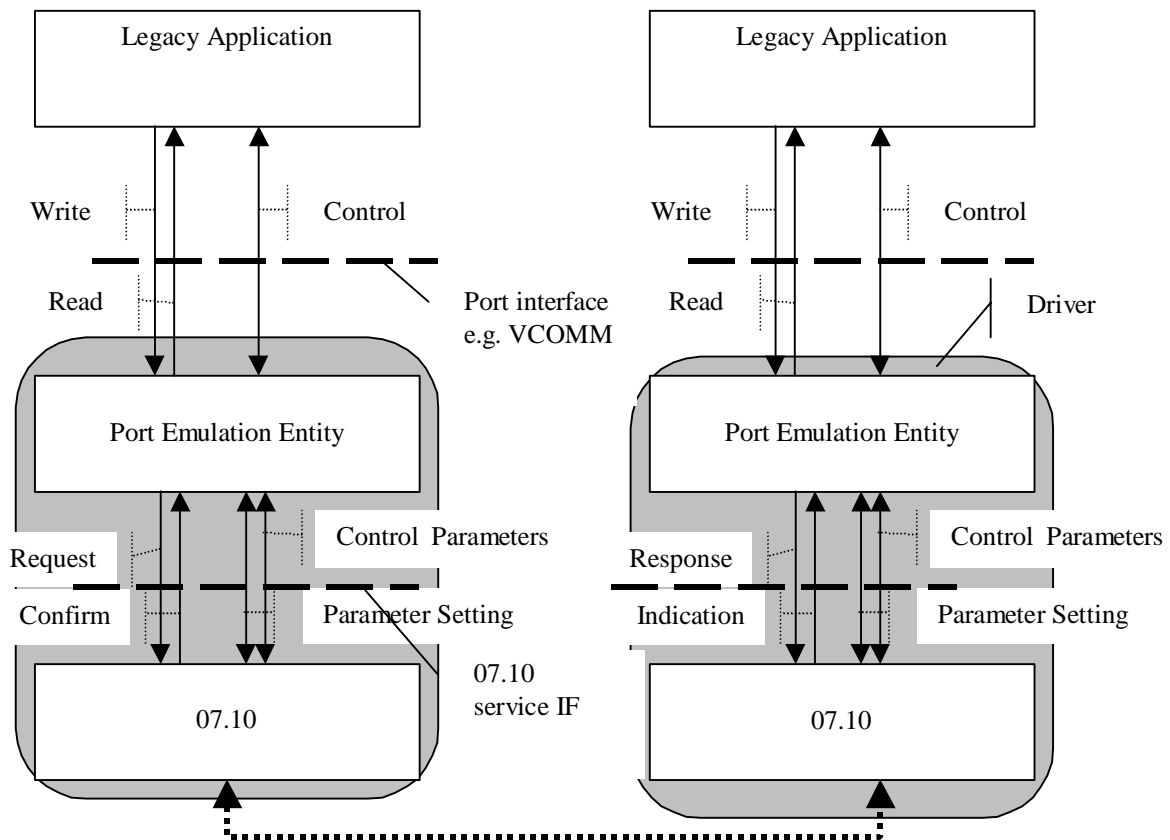 Legacy Application
Legacy Application
Write
Control
Write
Control
Read
Port interface
e.g. VCOMM
Read
Driver
Port Emulation Entity
Port Emulation Entity
Control Parameters
Control Parameters
Request
Response
Confirm
Parameter Setting
Indication
Parameter Setting
07.10
service IF
07.10
07.10